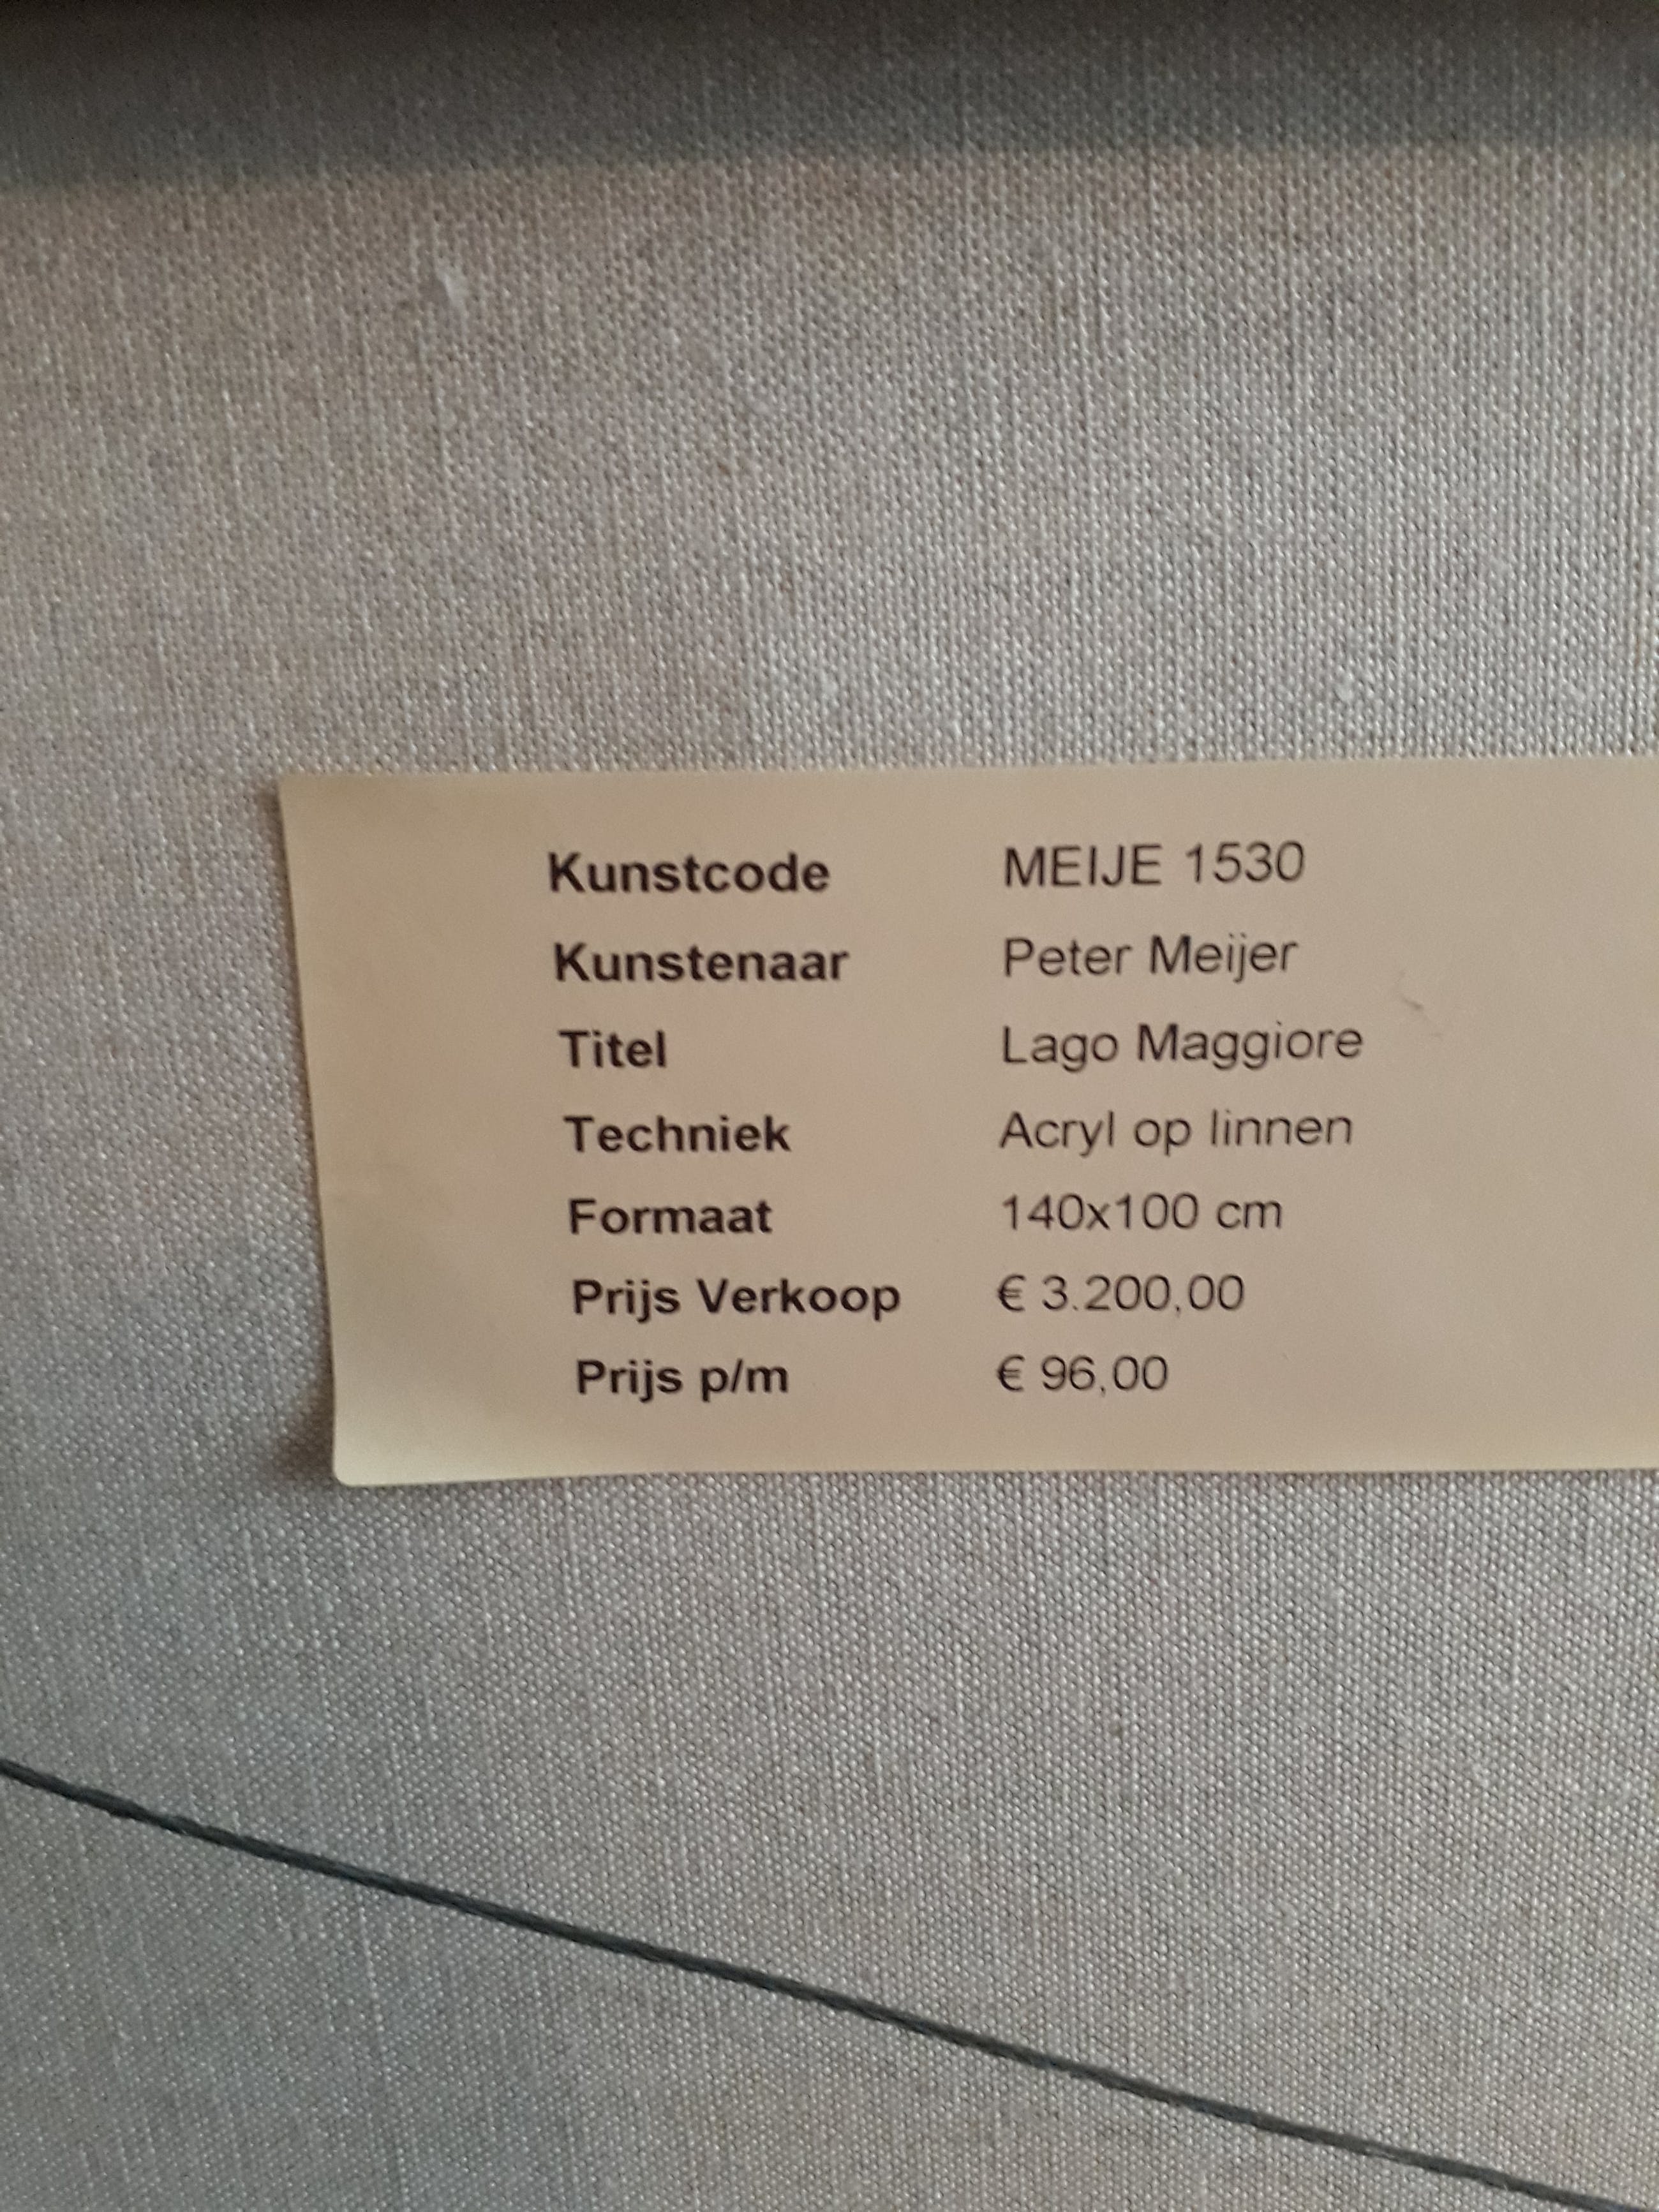 Kunstcode MEIJE 1530
Kunstenaar Peter Meijer
Titel Lago Maggiore
Techniek Acryl op linnen
Formaat 140x100 cm
Prijs Verkoop € 3.200,00
Prijs p/m € 96,00